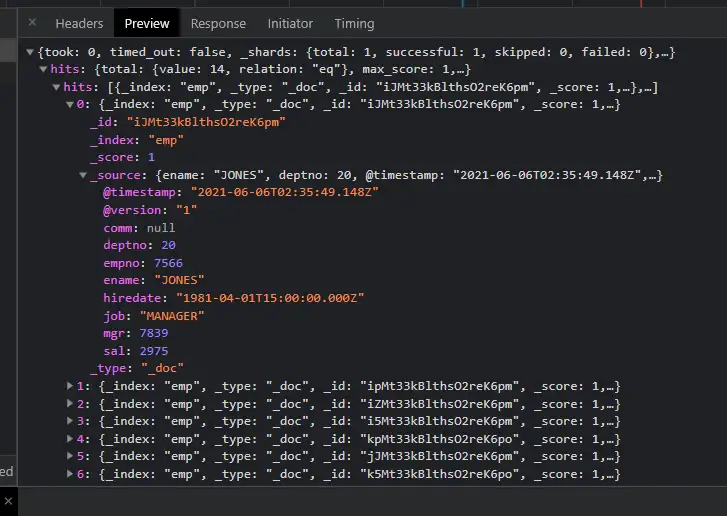 × Headers Preview Response Initiator Timing
▼{took: 0, timed_out: false, _shards: {total: 1, successful: 1, skipped: 0, failed: 0},…}
▼hits: {total: {value: 14, relation: "eq"}, max_score: 1,…}
▼hits: [{_index: "emp", _type: "_doc", _id: "iJMt33kBlthsO2reK6pm", _score: 1,…},…]
▼0: {_index: "emp", _type: "_doc", _id: "iJMt33kBlthsO2reK6pm", _score: 1,…}
_id: "iJMt33kBlthsO2reK6pm"
_index: "emp"
_score: 1
▼_source: {ename: "JONES", deptno: 20, @timestamp: "2021-06-06T02:35:49.148Z",…}
@timestamp: "2021-06-06T02:35:49.148Z"
@version: "1"
comm: null
deptno: 20
empno: 7566
ename: "JONES"
hiredate: "1981-04-01T15:00:00.000Z"
job: "MANAGER"
mgr: 7839
sal: 2975
_type: "_doc"
▶1: {_index: "emp", _type: "_doc", _id: "ipMt33kBlthsO2reK6pm", _score: 1,…}
▶2: {_index: "emp", _type: "_doc", _id: "iZMt33kBlthsO2reK6pm", _score: 1,…}
▶3: {_index: "emp", _type: "_doc", _id: "i5Mt33kBlthsO2reK6pm", _score: 1,…}
▶4: {_index: "emp", _type: "_doc", _id: "kpMt33kBlthsO2reK6po", _score: 1,…}
▶5: {_index: "emp", _type: "_doc", _id: "jJMt33kBlthsO2reK6pm", _score: 1,…}
▶6: {_index: "emp", _type: "_doc", _id: "k5Mt33kBlthsO2reK6po", _score: 1,…}
ed
×